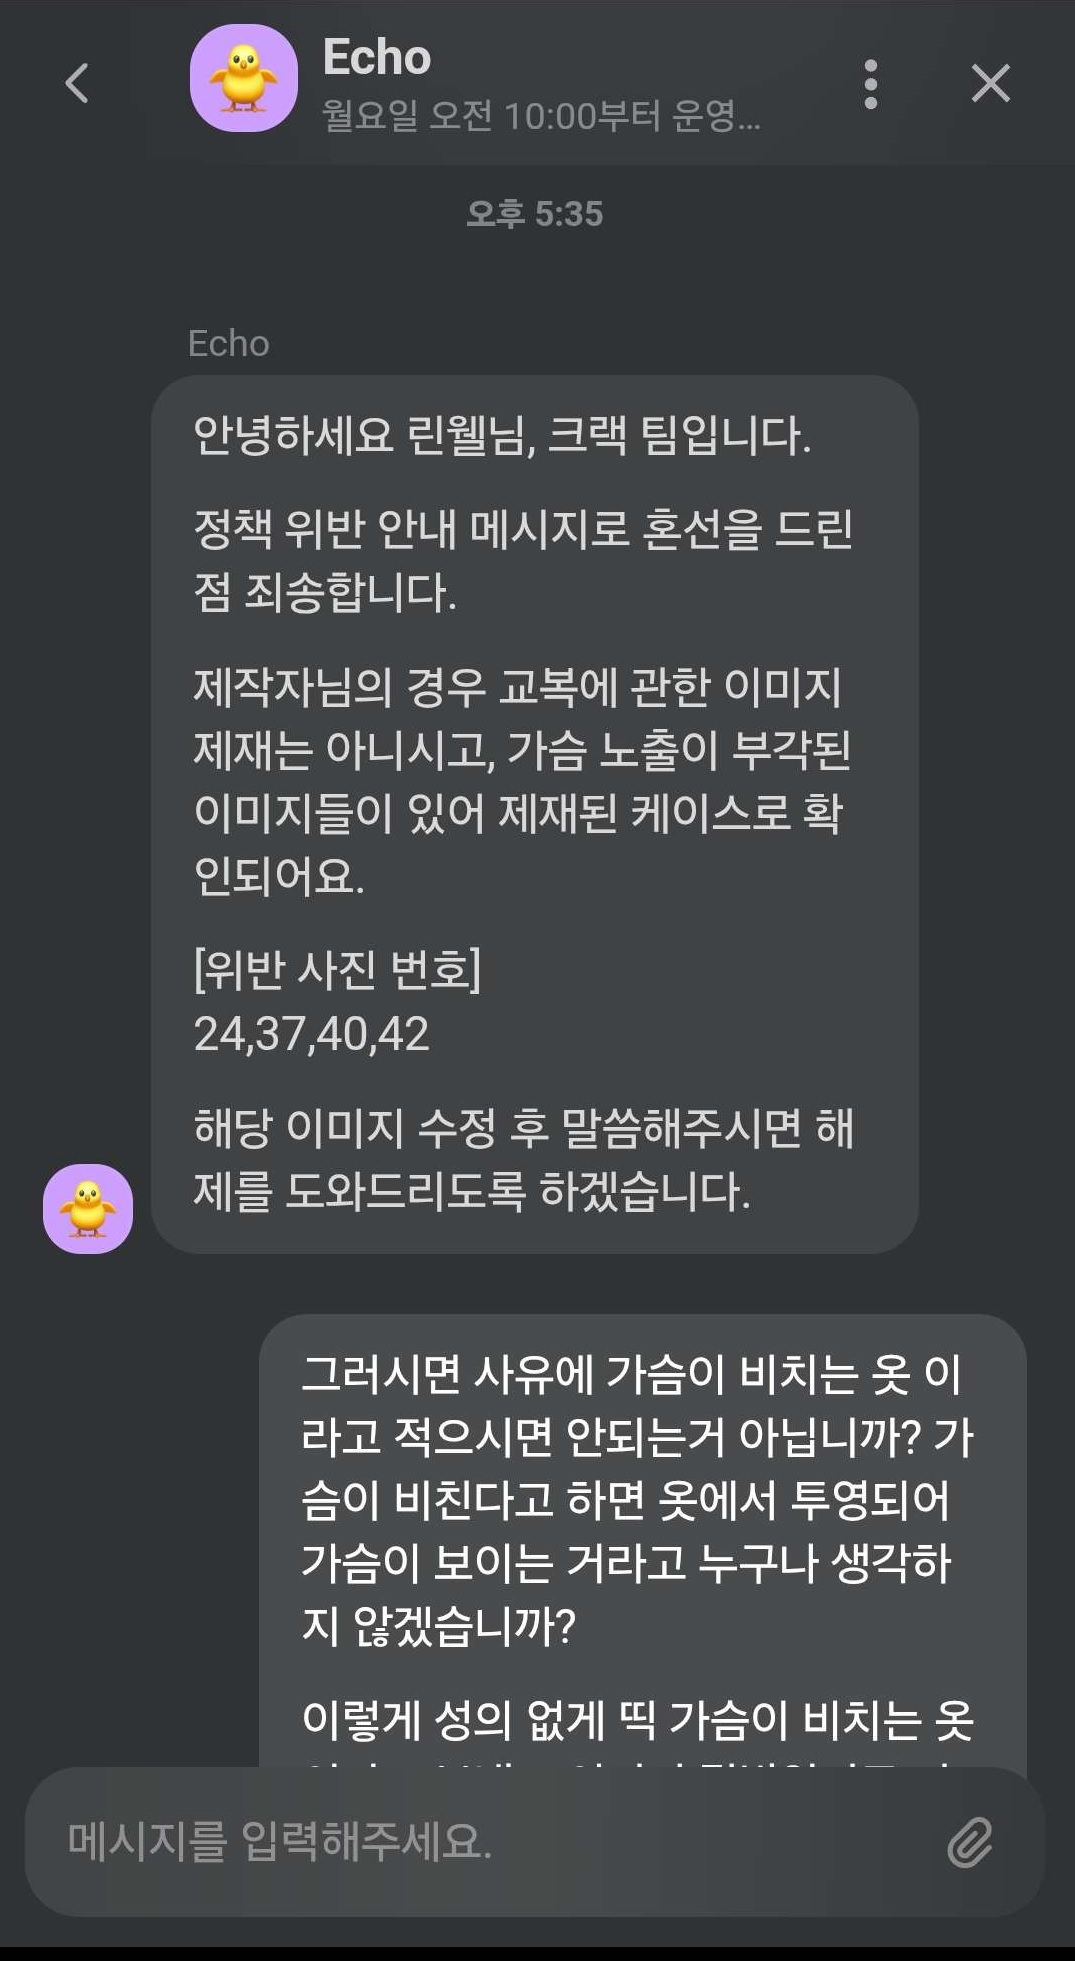 Echo
월요일 오전 10:00부터 운영...
오후 5:35
Echo
안녕하세요 린웰님, 크랙 팀입니다.
정책 위반 안내 메시지로 혼선을 드린
점 죄송합니다.
제작자님의 경우 교복에 관한 이미지
제재는 아니시고, 가슴 노출이 부각된
이미지들이 있어 제재된 케이스로 확
인되어요.
[위반 사진 번호]
24,37,40,42
해당 이미지 수정 후 말씀해주시면 해
제를 도와드리도록 하겠습니다.
그러시면 사유에 가슴이 비치는 옷 이
라고 적으시면 안되는거 아닙니까? 가
슴이 비친다고 하면 옷에서 투영되어
가슴이 보이는 거라고 누구나 생각하
지 않겠습니까?
이렇게 성의 없게 띡 가슴이 비치는 옷
메시지를 입력해주세요.